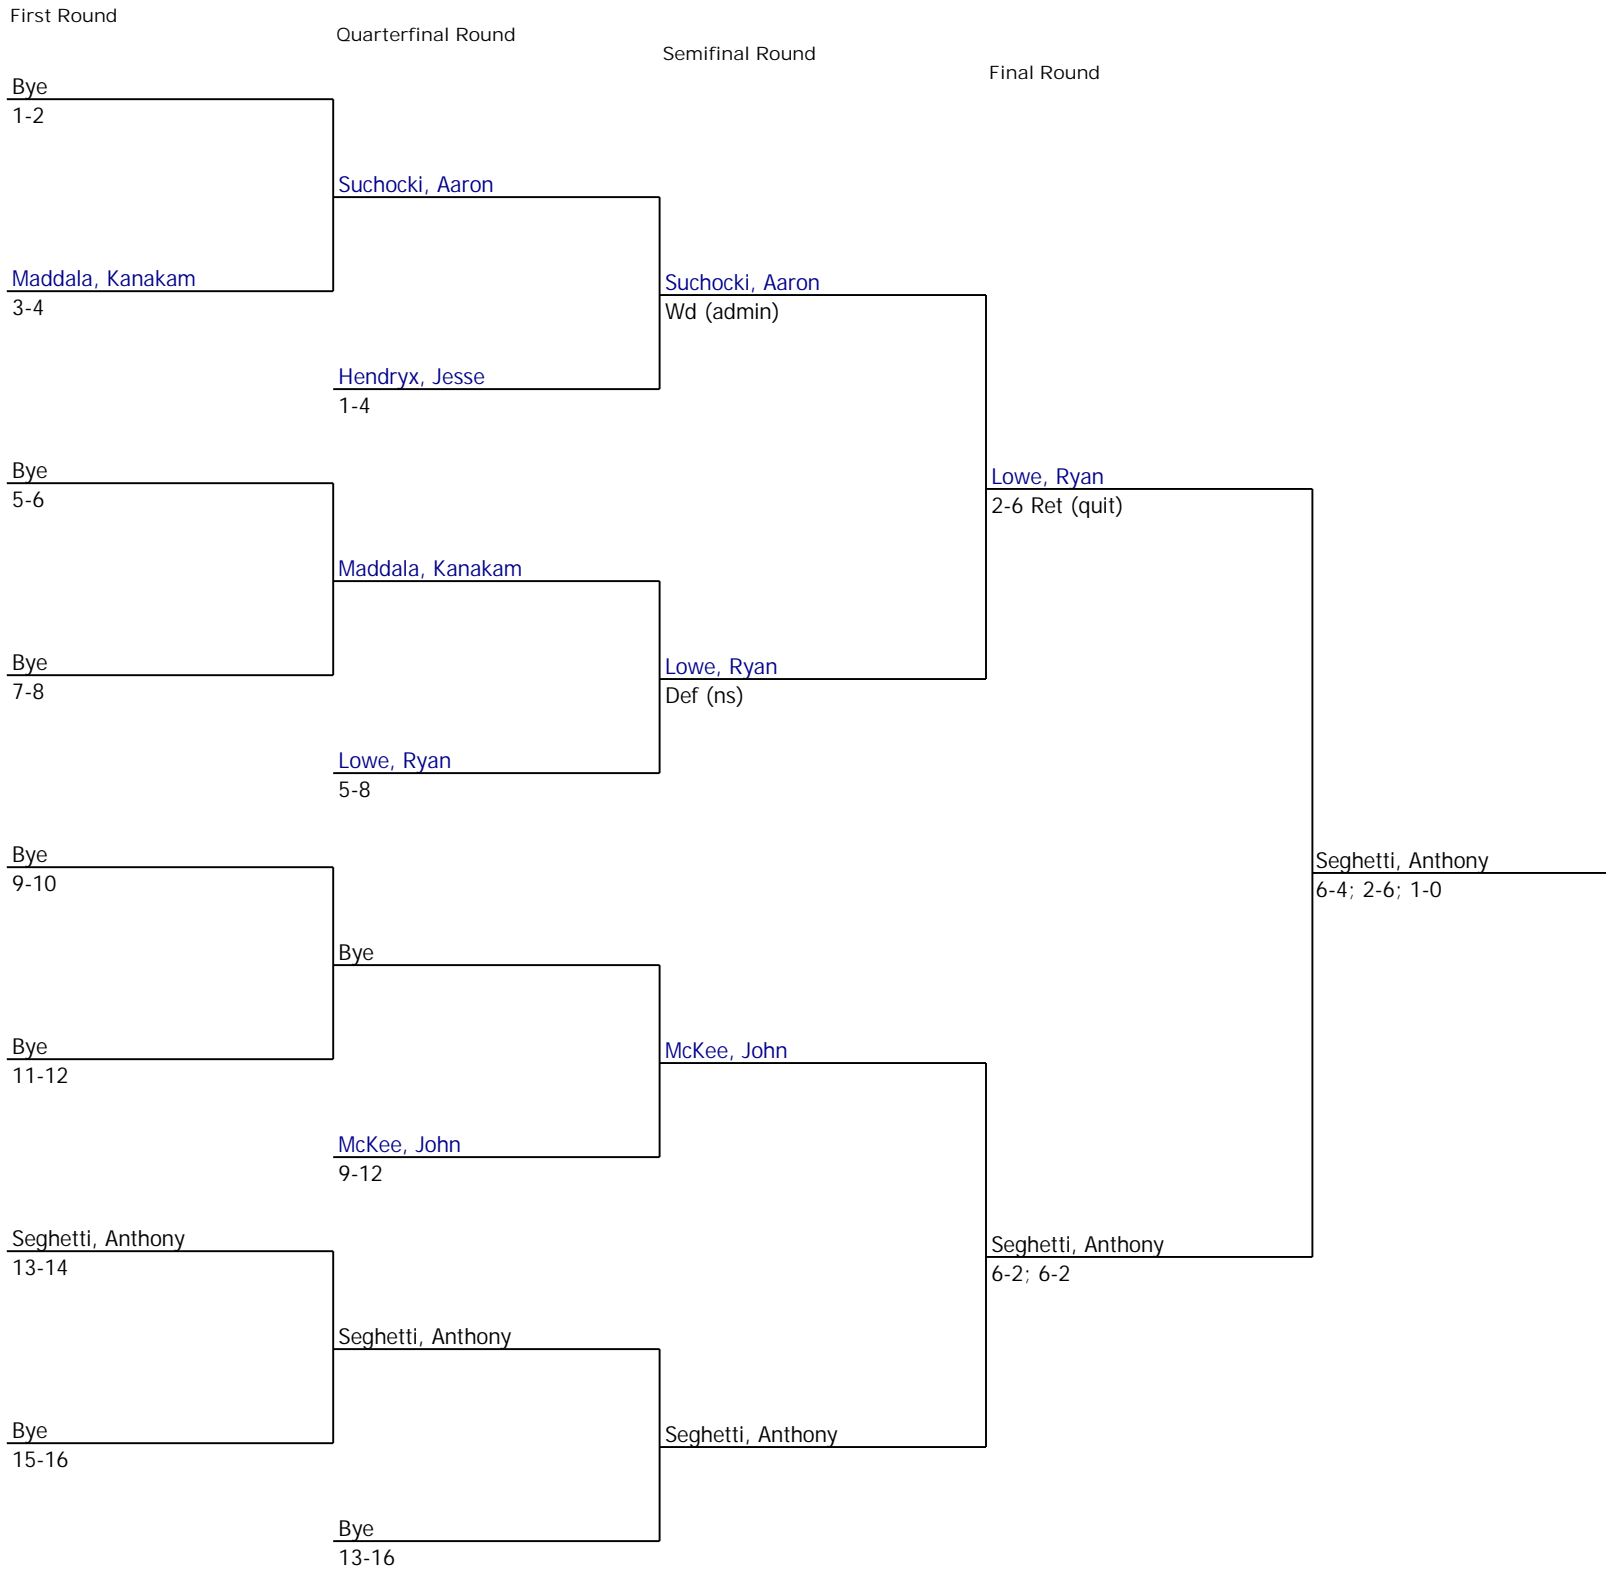 First Round
Quarterfinal Round
Semifinal Round
Final Round
Bye
1-2
Suchocki, Aaron
Maddala, Kanakam
3-4
Suchocki, Aaron
Wd (admin)
Hendryx, Jesse
1-4
Bye
5-6
Lowe, Ryan
2-6 Ret (quit)
Maddala, Kanakam
Bye
7-8
Lowe, Ryan
Def (ns)
Lowe, Ryan
5-8
Bye
9-10
Seghetti, Anthony
6-4; 2-6; 1-0
Bye
Bye
11-12
McKee, John
McKee, John
9-12
Seghetti, Anthony
13-14
Seghetti, Anthony
6-2; 6-2
Seghetti, Anthony
Bye
15-16
Seghetti, Anthony
Bye
13-16